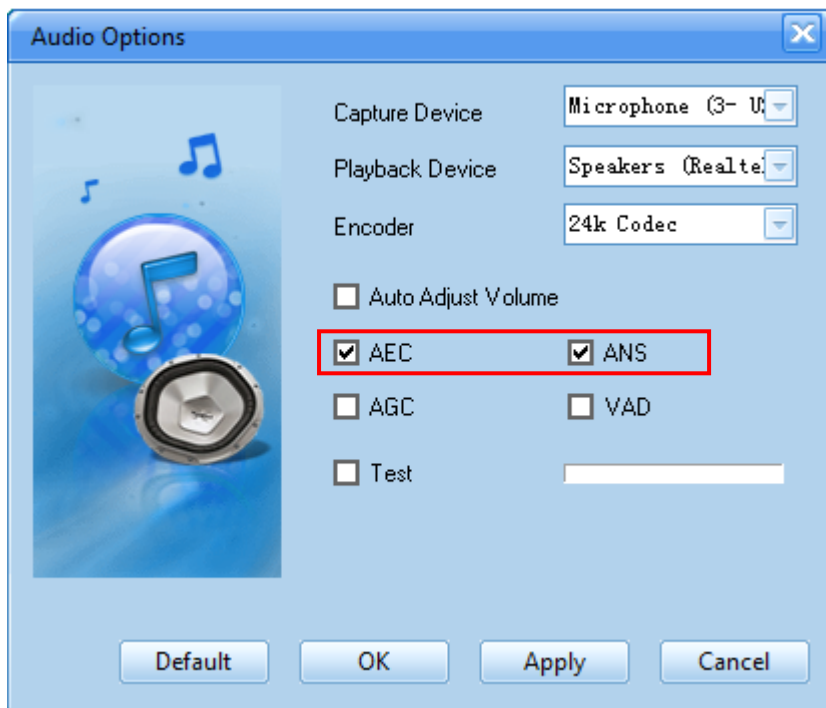 Audio Options
Capture Device Microphone (3- U
Playback Device Speakers (Realte
Encoder 24k Codec
Auto Adjust Volume
AEC ANS
AGC VAD
Test
Default OK Apply Cancel